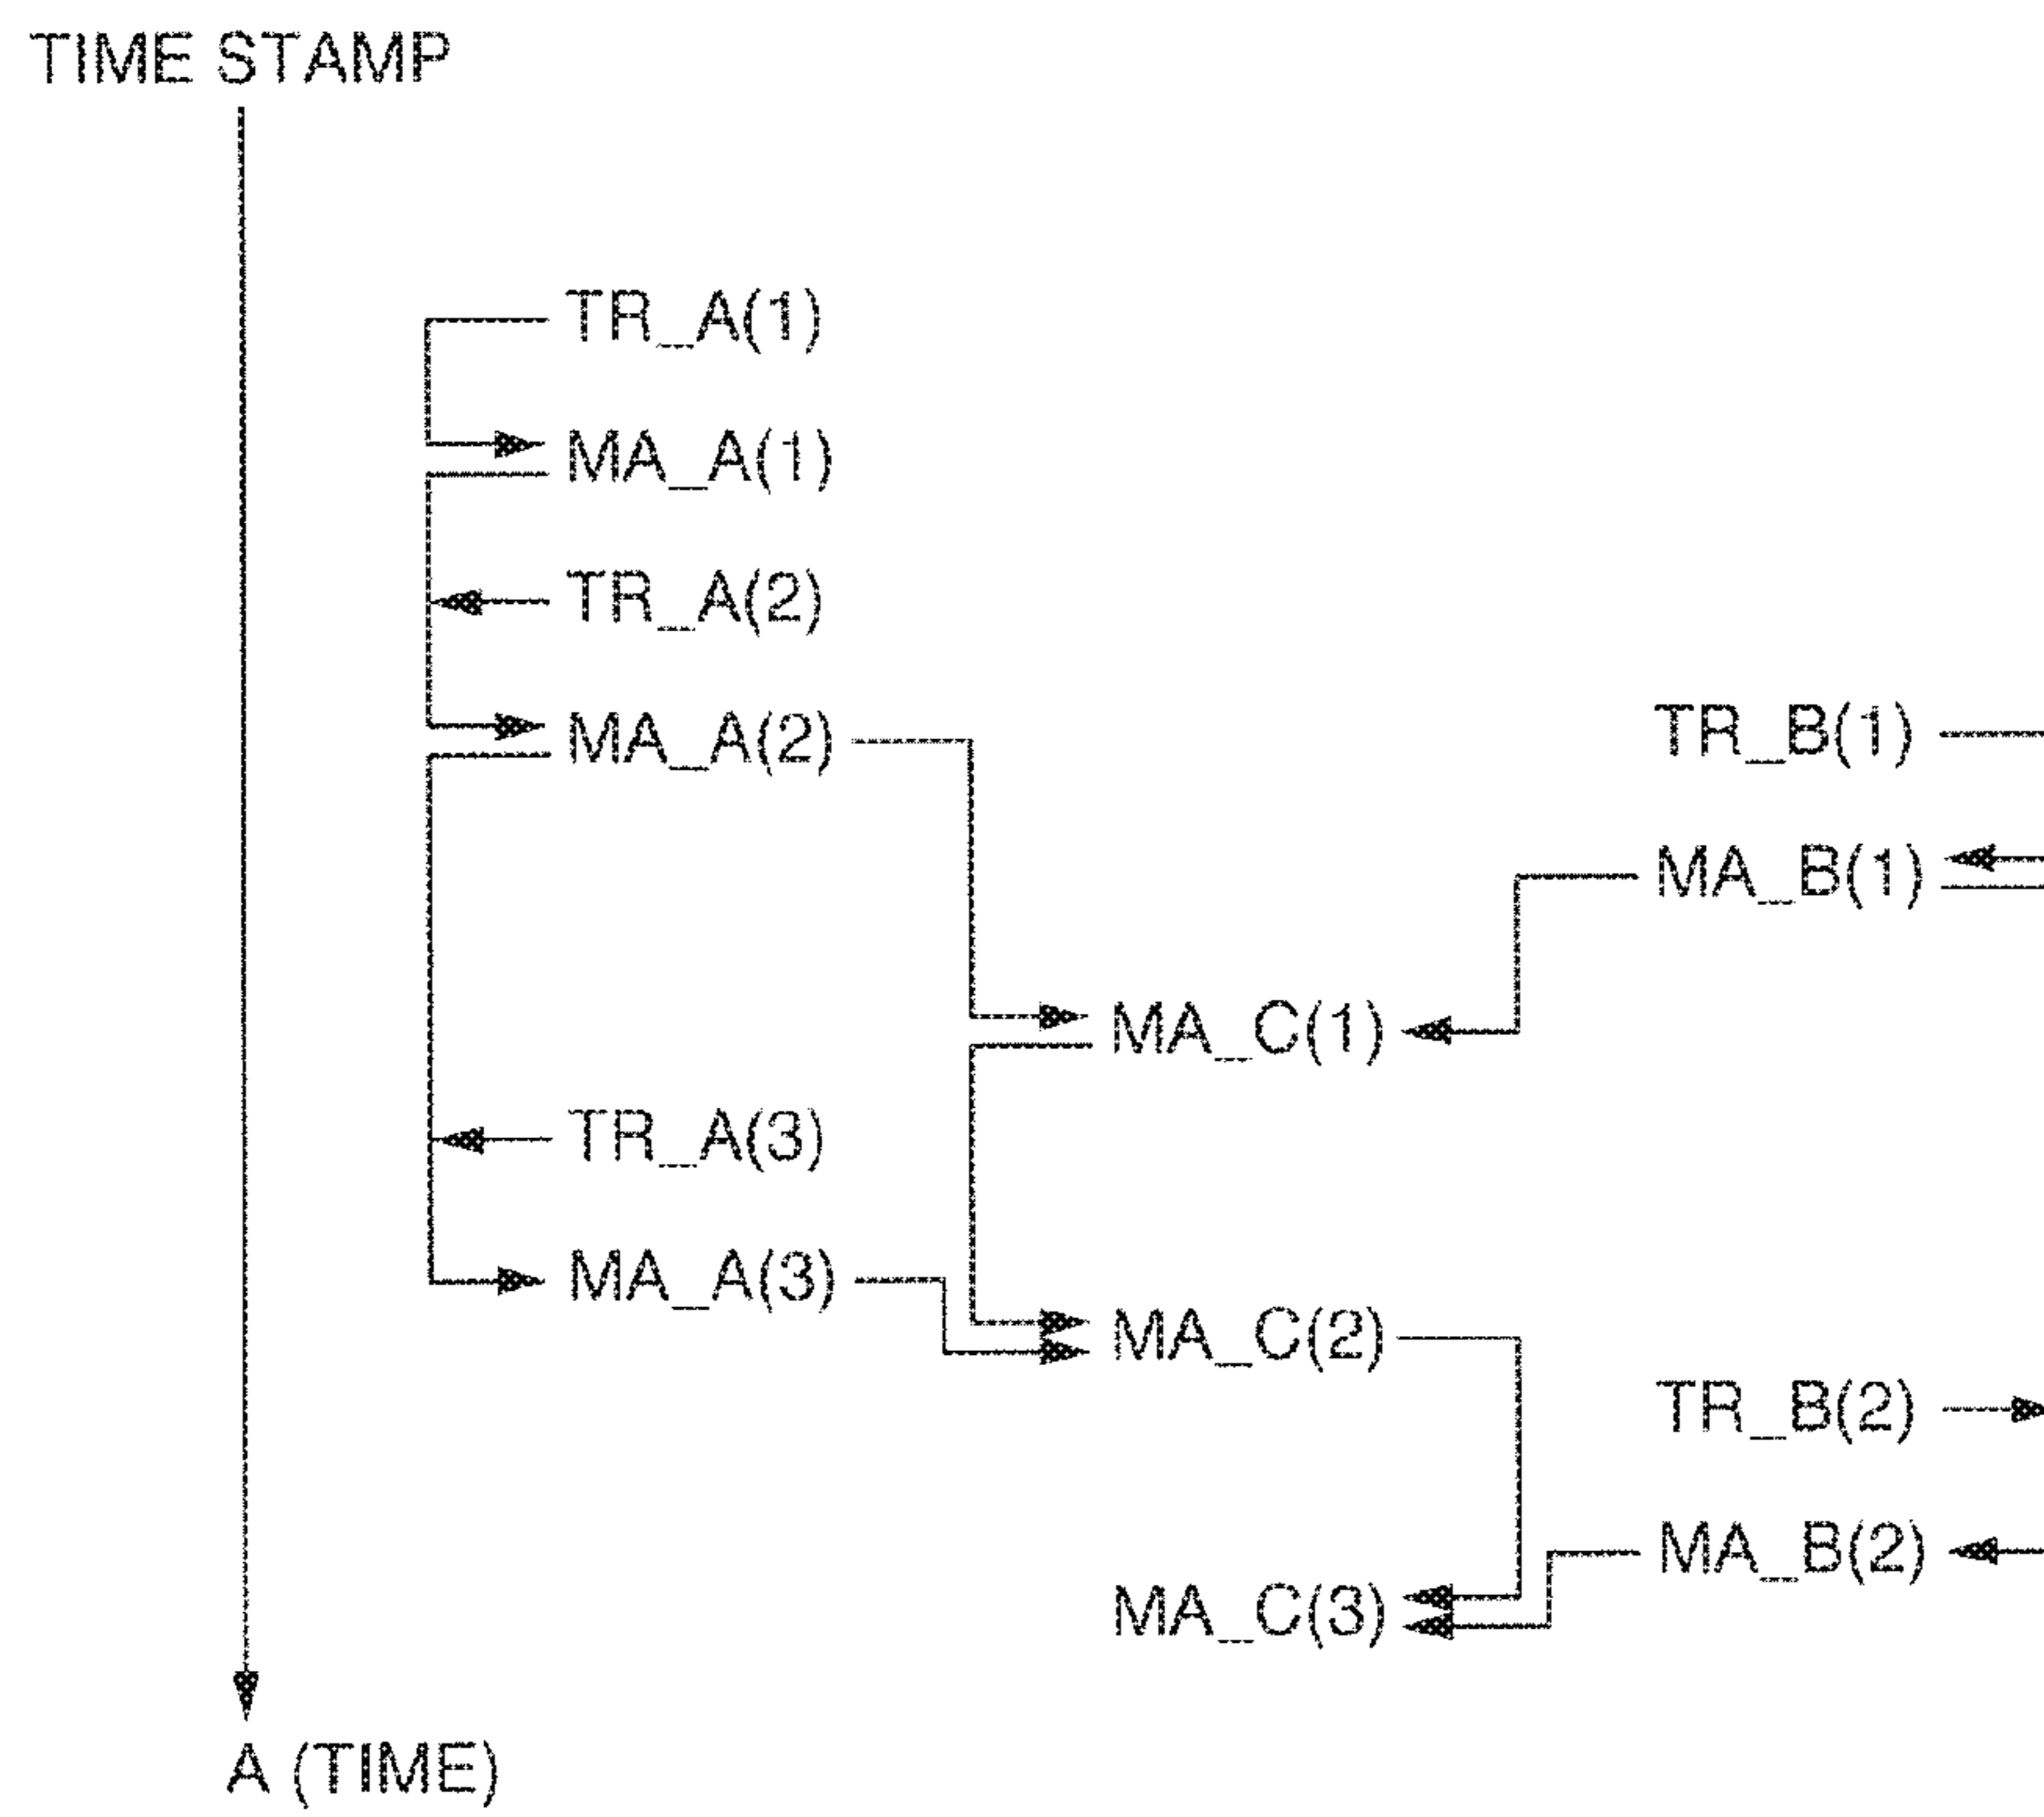 TIME STAMP
TR_A(1)
MA_A(1)
TR_A(2)
MA_A(2)
TR_B(1)
MA_B(1)
MA_C(1)
TR_A(3)
MA_A(3)
MA_C(2)
TR_B(2)
MA_B(2)
MA_C(3)
A (TIME)